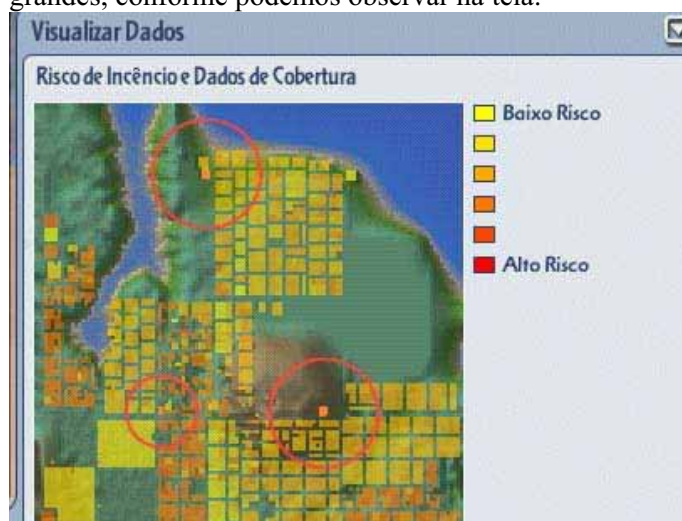 grandes, conforme podemos observar na tela:
Visualizar Dados
Risco de Incêncio e Dados de Cobertura
Baixo Risco
Alto Risco